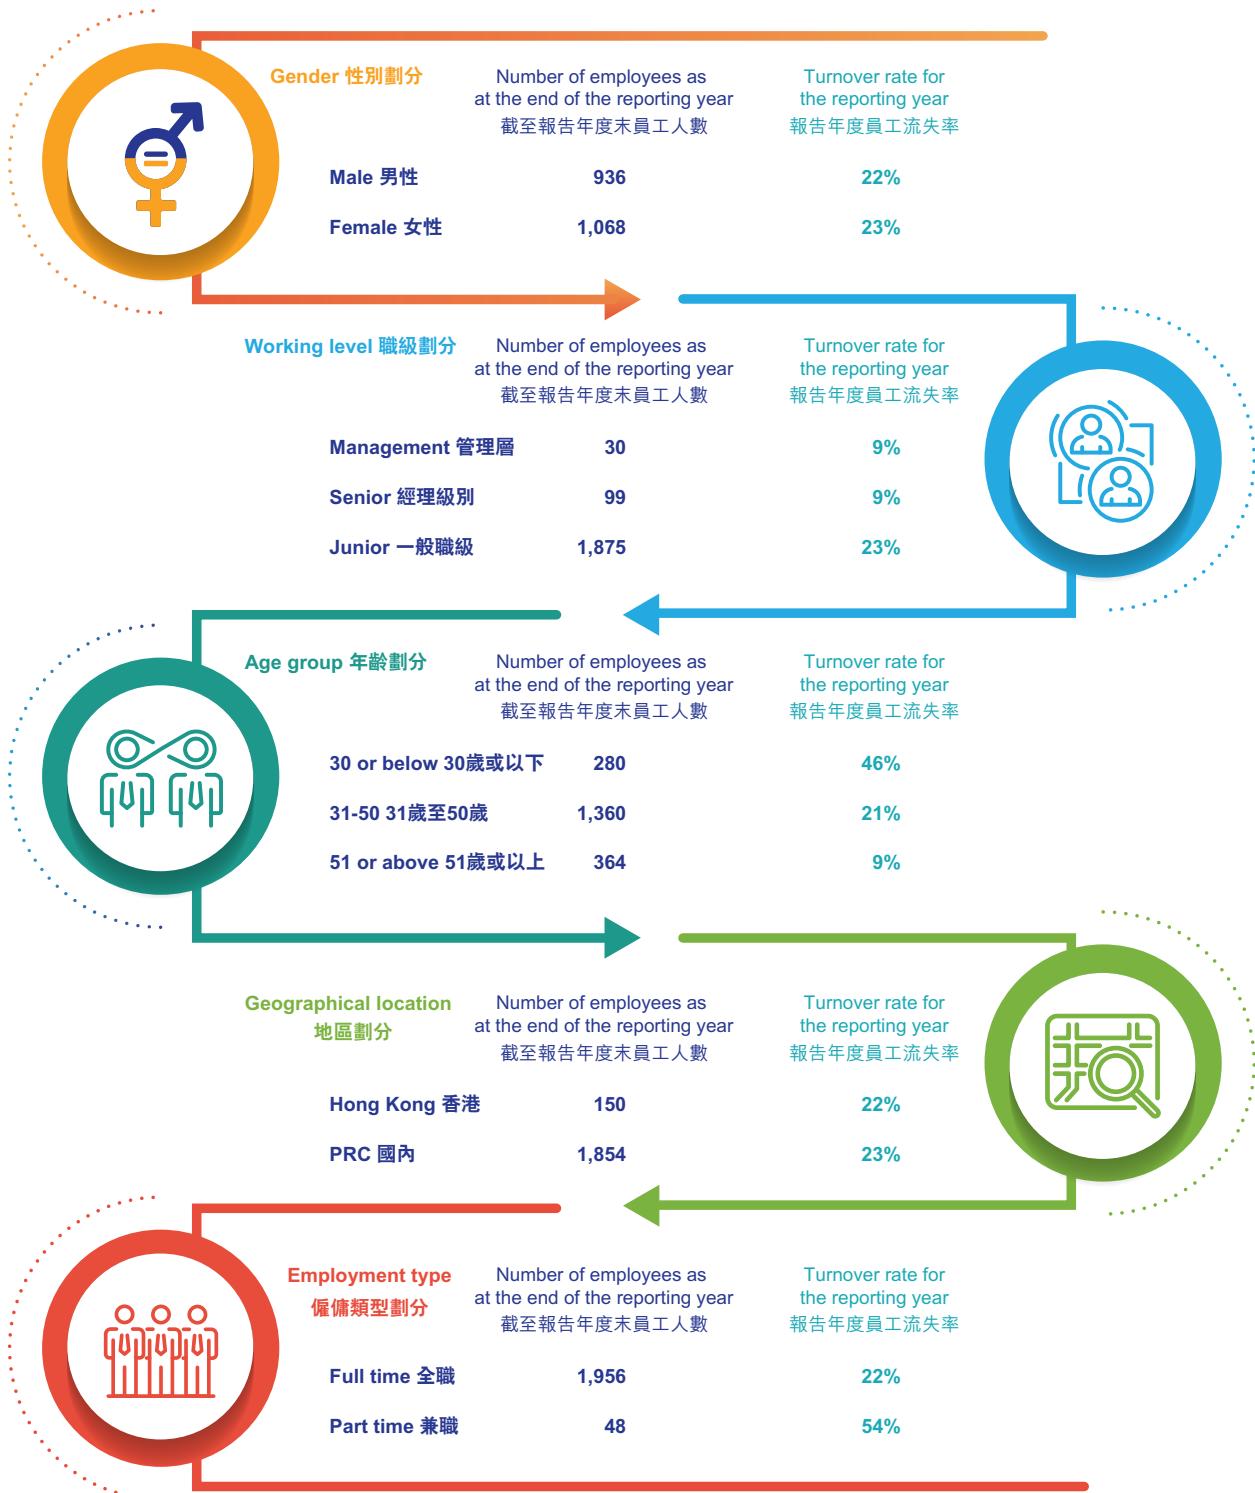 Gender 性別劃分
Number of employees as
at the end of the reporting year
截至報告年度末員工人數
Turnover rate for
the reporting year
報告年度員工流失率
Male 男性 936 22%
Female 女性 1,068 23%
Working level 職級劃分
Number of employees as
at the end of the reporting year
截至報告年度末員工人數
Turnover rate for
the reporting year
報告年度員工流失率
Management 管理層 30 9%
Senior 經理級別 99 9%
Junior 一般職級 1,875 23%
Age group 年齡劃分
Number of employees as
at the end of the reporting year
截至報告年度末員工人數
Turnover rate for
the reporting year
報告年度員工流失率
30 or below 30歲或以下 280 46%
31-50 31歲至50歲 1,360 21%
51 or above 51歲或以上 364 9%
Geographical location
地區劃分
Number of employees as
at the end of the reporting year
截至報告年度末員工人數
Turnover rate for
the reporting year
報告年度員工流失率
Hong Kong 香港 150 22%
PRC 國內 1,854 23%
Employment type
僱傭類型劃分
Number of employees as
at the end of the reporting year
截至報告年度末員工人數
Turnover rate for
the reporting year
報告年度員工流失率
Full time 全職 1,956 22%
Part time 兼職 48 54%